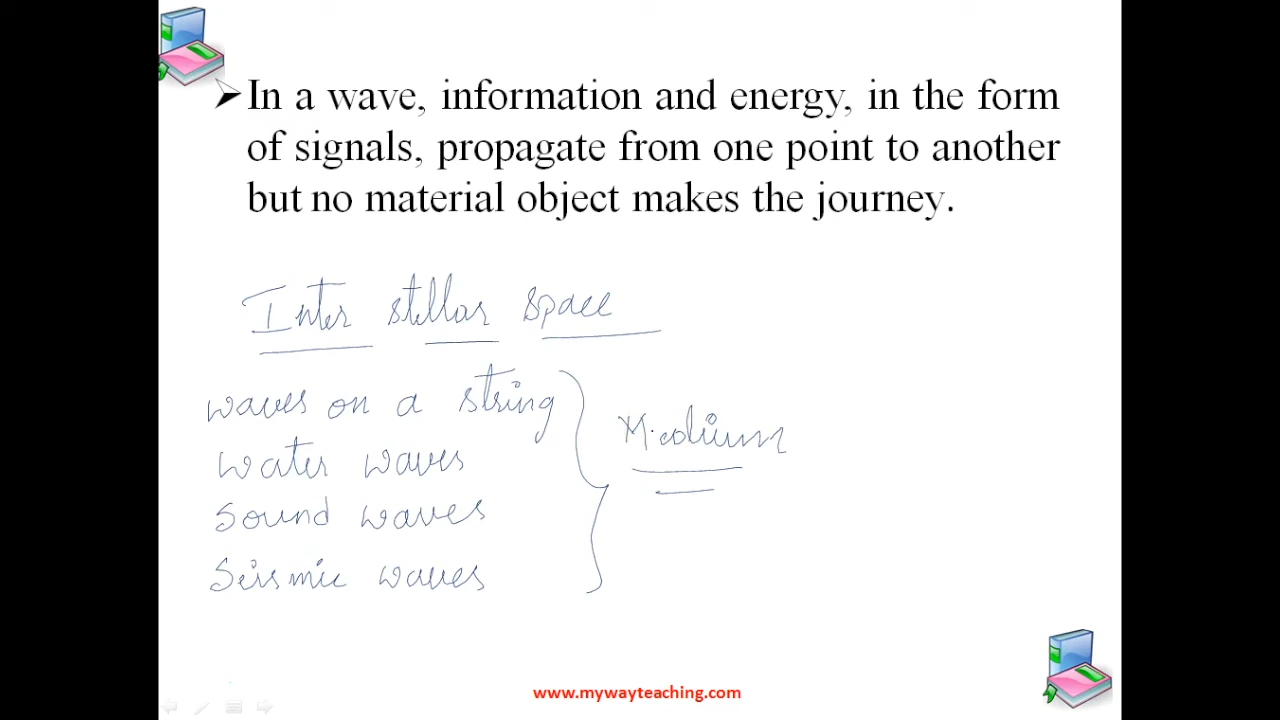 In a wave, information and energy, in the form
of signals, propagate from one point to another
but no material object makes the journey.
Inter stellar space
waves on a string
water waves
Sound waves
Seismic waves
Medium
www.mywayteaching.com